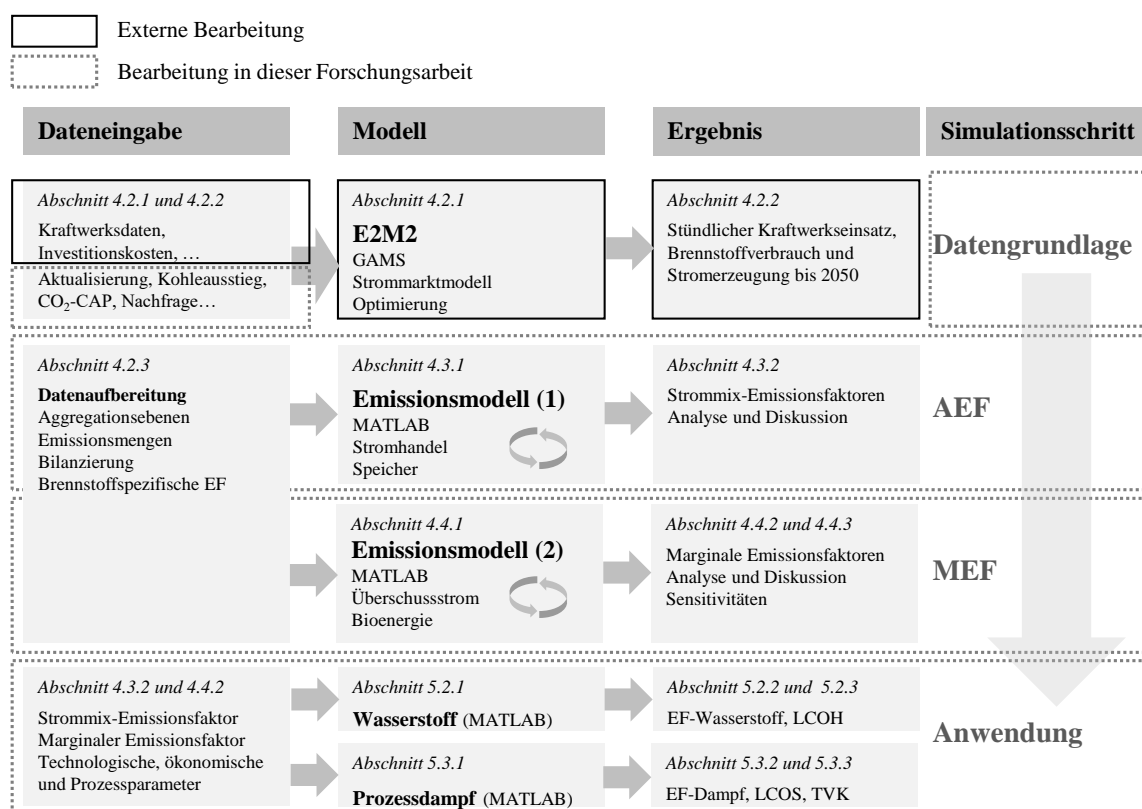 Externe Bearbeitung
Bearbeitung in dieser Forschungsarbeit
Dateneingabe
Modell
Ergebnis
Simulationsschritt
Abschnitt 4.2.1 und 4.2.2
Kraftwerksdaten,
Investitionskosten, …
Aktualisierung, Kohleausstieg,
CO₂-CAP, Nachfrage…
Abschnitt 4.2.1
E2M2
GAMS
Strommarktmodell
Optimierung
Abschnitt 4.2.2
Stündlicher Kraftwerkseinsatz,
Brennstoffverbrauch und
Stromerzeugung bis 2050
Datengrundlage
Abschnitt 4.2.3
Datenaufbereitung
Aggregationsebenen
Emissionsmengen
Bilanzierung
Brennstoffspezifische EF
Abschnitt 4.3.1
Emissionsmodell (1)
MATLAB
Stromhandel
Speicher
Abschnitt 4.3.2
Strommix-Emissionsfaktoren
Analyse und Diskussion
AEF
Abschnitt 4.4.1
Emissionsmodell (2)
MATLAB
Überschussstrom
Bioenergie
Abschnitt 4.4.2 und 4.4.3
Marginale Emissionsfaktoren
Analyse und Diskussion
Sensitivitäten
MEF
Abschnitt 4.3.2 und 4.4.2
Strommix-Emissionsfaktor
Marginaler Emissionsfaktor
Technologische, ökonomische
und Prozessparameter
Abschnitt 5.2.1
Wasserstoff (MATLAB)
Abschnitt 5.2.2 und 5.2.3
EF-Wasserstoff, LCOH
Abschnitt 5.3.1
Prozessdampf (MATLAB)
Abschnitt 5.3.2 und 5.3.3
EF-Dampf, LCOS, TVK
Anwendung